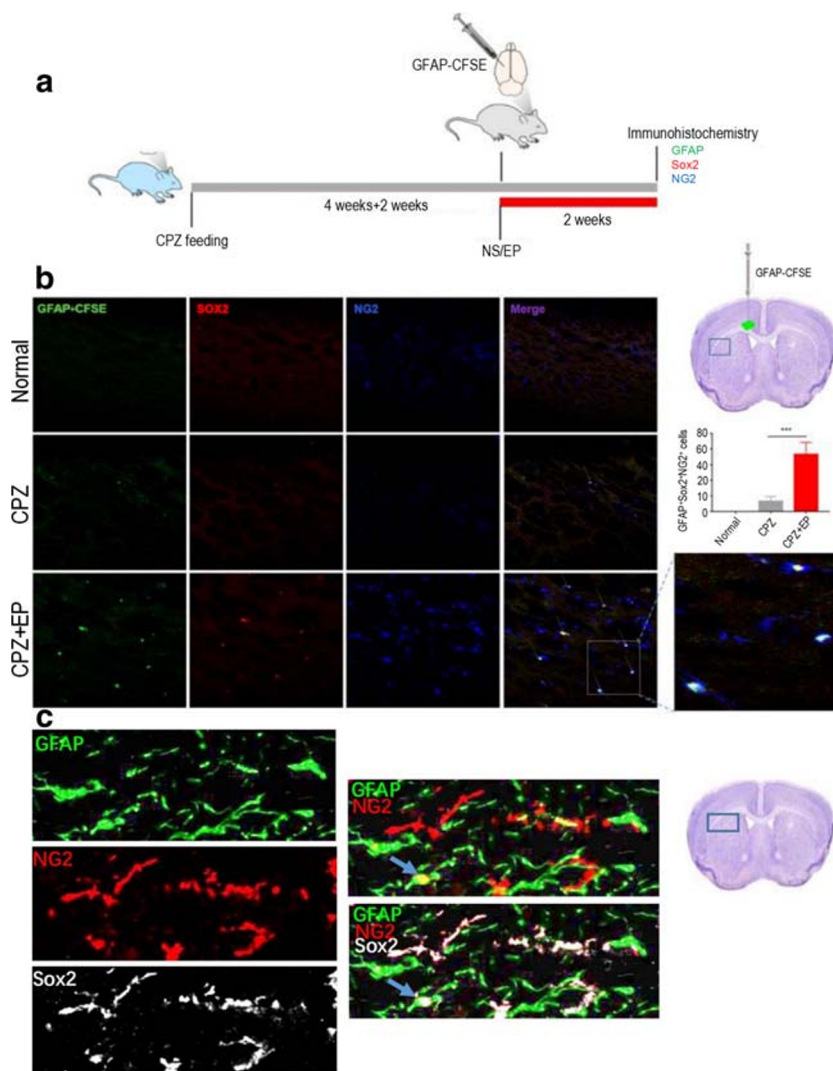 GFAP-CFSE
a
Immunohistochemistry
GFAP
Sox2
NG2
4 weeks+2 weeks
2 weeks
CPZ feeding
NS/EP
b
GFAP-CFSE
GFAP-CFSE
SOX2
NG2
Merge
Normal
CPZ
CPZ+EP
GFAP⁺Sox2⁺NG2⁺ cells
80
60
40
20
10
0
***
Normal
CPZ
CPZ+EP
c
GFAP
NG2
Sox2
GFAP
NG2
GFAP
NG2
Sox2